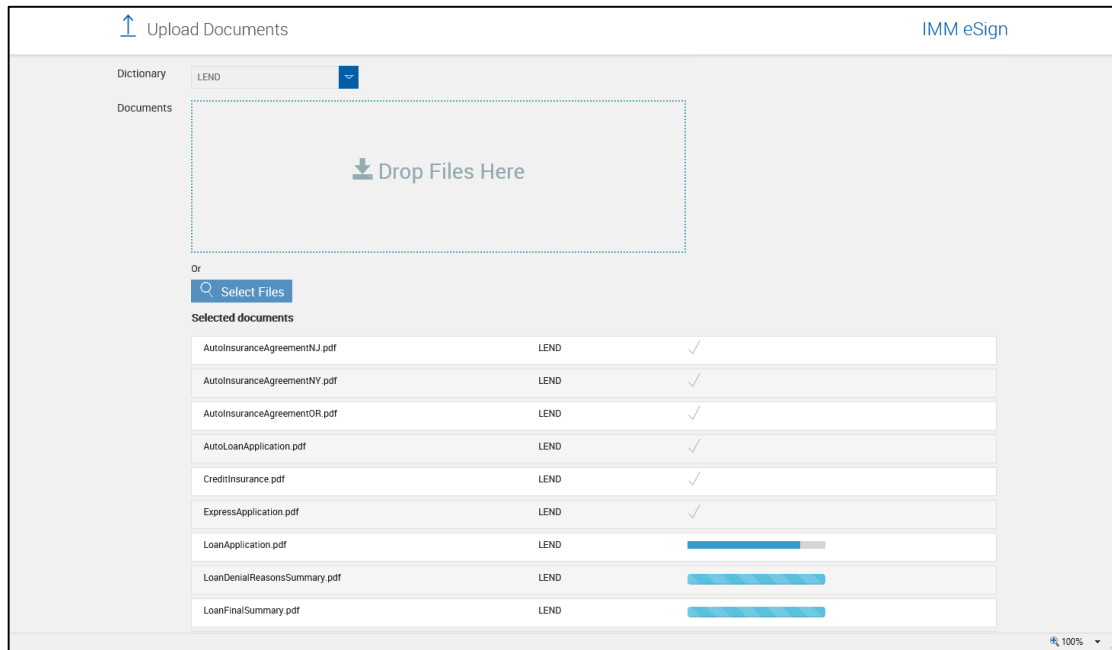 Upload Documents IMM eSign
Dictionary LEND
Documents
Drop Files Here
Or
Select Files
Selected documents
AutoInsuranceAgreementNJ.pdf LEND
AutoInsuranceAgreementNY.pdf LEND
AutoInsuranceAgreementOR.pdf LEND
AutoLoanApplication.pdf LEND
CreditInsurance.pdf LEND
ExpressApplication.pdf LEND
LoanApplication.pdf LEND
LoanDenialReasonsSummary.pdf LEND
LoanFinalSummary.pdf LEND
100%